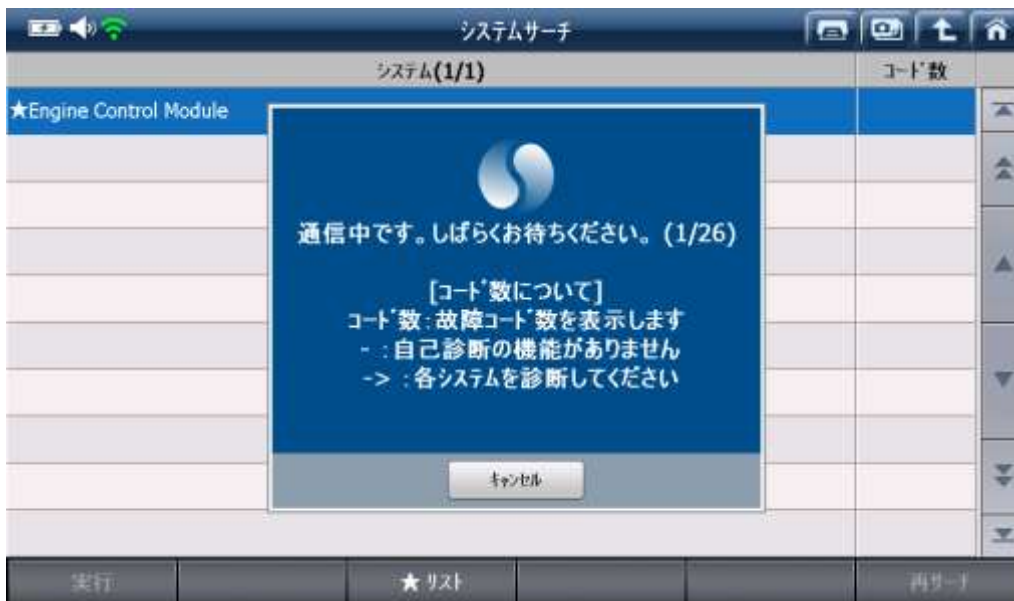 システムサーチ
システム(1/1) コード数
★Engine Control Module
通信中です。しばらくお待ちください。(1/26)
[コード数について]
コード数:故障コード数を表示します
- :自己診断の機能がありません
-> :各システムを診断してください
キャンセル
実行 ★ リスト 再サーチ